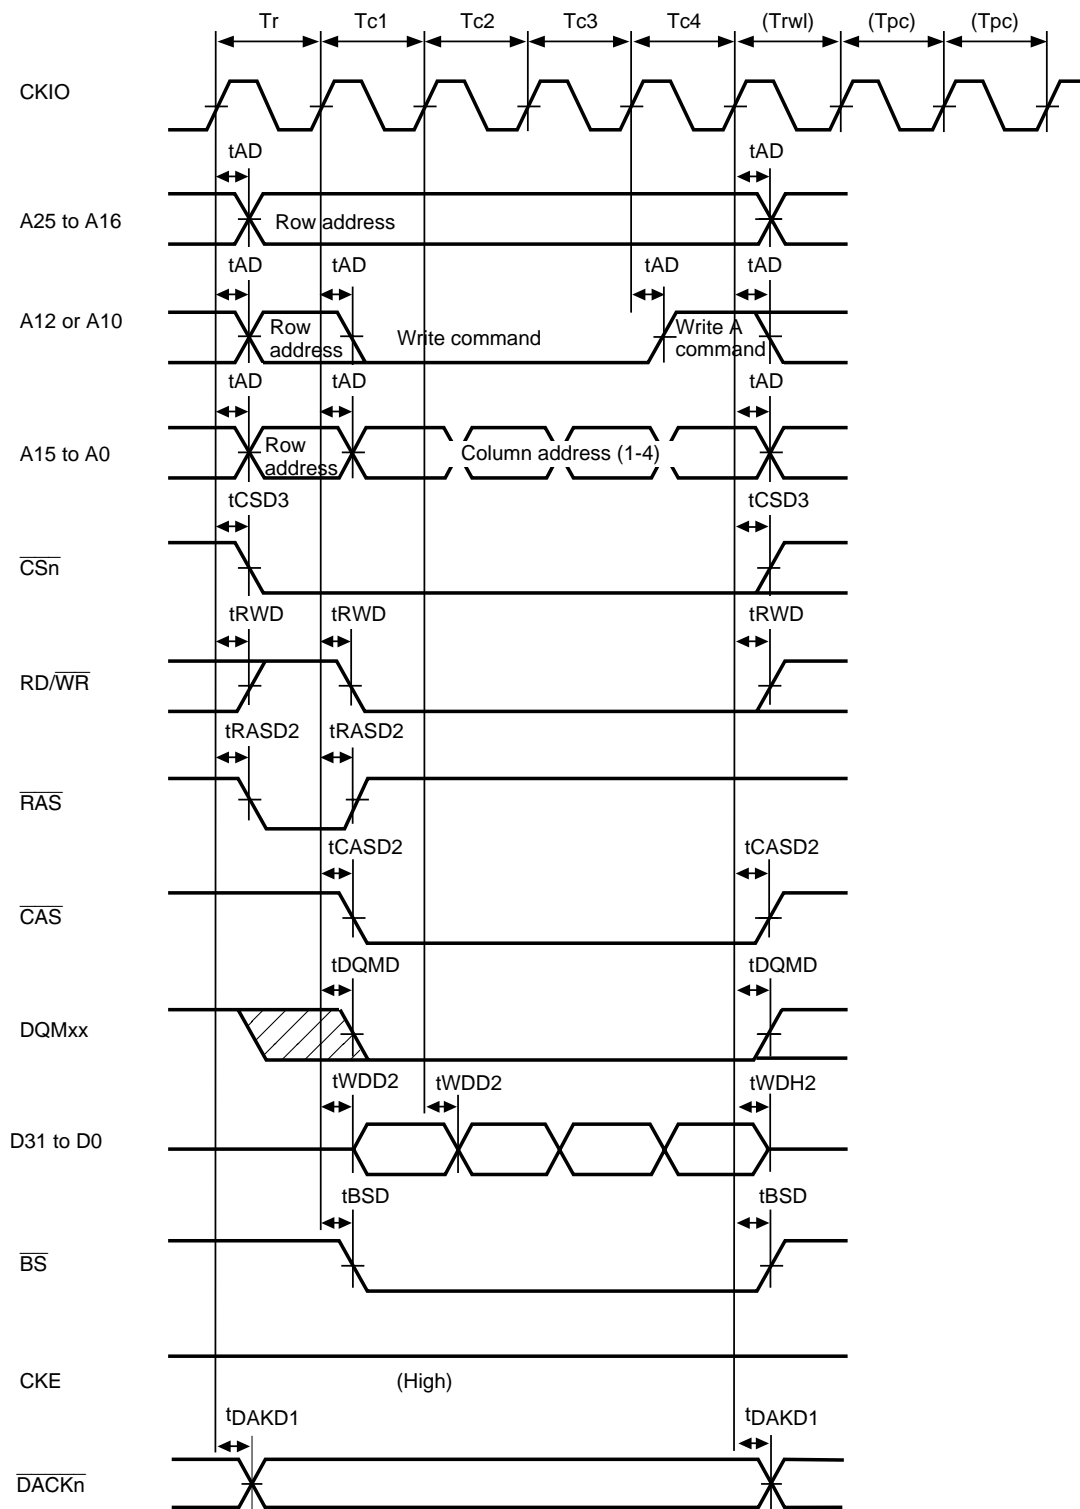 Tr Tc1 Tc2 Tc3 Tc4 (Trwl) (Tpc) (Tpc)
CKIO
tAD tAD
A25 to A16 Row address
tAD tAD tAD tAD
A12 or A10 Row address Write command Write A command
tAD tAD tAD
A15 to A0 Row address Column address (1-4)
tCSD3 tCSD3
CSn
tRWD tRWD tRWD
RD/WR
tRASD2 tRASD2
RAS
tCASD2 tCASD2
CAS
tDQMD tDQMD
DQMxx
tWDD2 tWDD2 tWDH2
D31 to D0
tBSD tBSD
BS
CKE (High)
tDAKD1 tDAKD1
DACKn